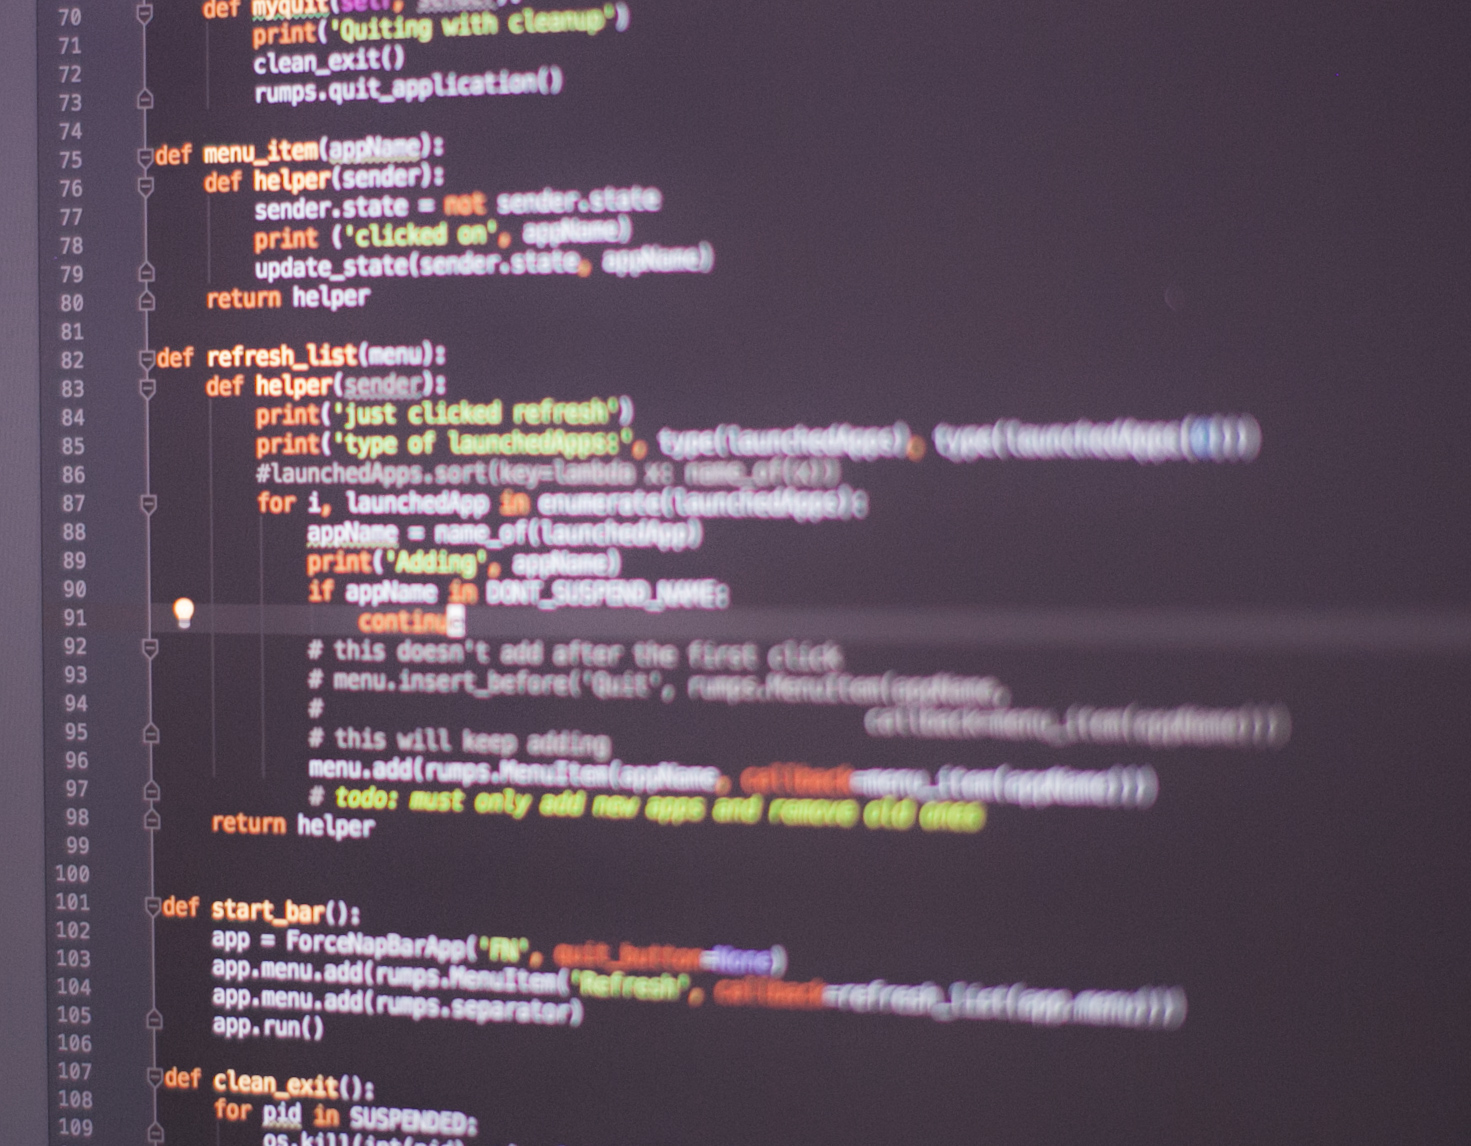 70 def myquit(self, sender):
71 print('Quiting with cleanup')
72 clean_exit()
73 rumps.quit_application()
74
75 def menu_item(appName):
76 def helper(sender):
77 sender.state = not sender.state
78 print ('clicked on', appName)
79 update_state(sender.state, appName)
80 return helper
81
82 def refresh_list(menu):
83 def helper(sender):
84 print('just clicked refresh')
85 print('type of launchedApps:', type(launchedApps), type(launchedApps[0]))
86 #launchedApps.sort(key=lambda x: name_of(x))
87 for i, launchedApp in enumerate(launchedApps):
88 appName = name_of(launchedApp)
89 print('Adding', appName)
90 if appName in DONT_SUSPEND_NAME:
91 continue
92 # this doesn't add after the first click
93 # menu.insert_before('Quit', rumps.MenuItem(appName,
94 # callback=menu_item(appName)))
95 # this will keep adding
96 menu.add(rumps.MenuItem(appName, callback=menu_item(appName)))
97 # todo: must only add new apps and remove old ones
98 return helper
99
100
101 def start_bar():
102 app = ForceNapBarApp('FN', quit_button=None)
103 app.menu.add(rumps.MenuItem('Refresh', callback=refresh_list(app.menu)))
104 app.menu.add(rumps.separator)
105 app.run()
106
107 def clean_exit():
108 for pid in SUSPENDED:
109 os.kill(int(pid),